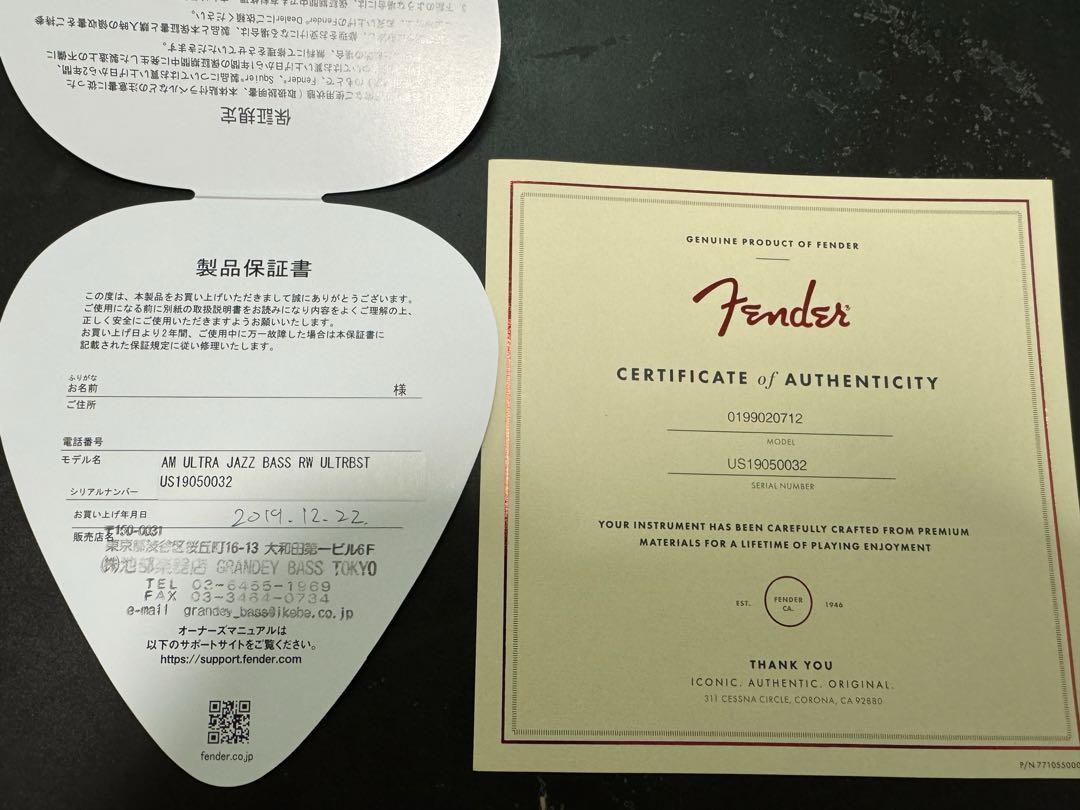 保証規定
製品保証書
この度は、本製品をお買い上げいただきまして誠にありがとうございます。
ご使用になる前に別紙の取扱説明書をお読みになり内容をよくご理解の上、
正しく安全にご使用いただきますようお願いいたします。
お買い上げ日より2年間、ご使用中に万一故障した場合は本保証書に
記載された保証規定に従い修理いたします。
ふりがな
お名前 様
ご住所
電話番号
モデル名 AM ULTRA JAZZ BASS RW ULTRBST
US19050032
シリアルナンバー
お買い上げ年月日 2019.12.22.
販売店名 〒150-0031
東京都渋谷区桜丘町16-13 大和田第一ビル6F
㈱池部楽器店 GRANDEY BASS TOKYO
TEL 03-6455-1969
FAX 03-3464-0734
e-mail grandey_bass@ikebe.co.jp
オーナーズマニュアルは
以下のサポートサイトをご覧ください。
https://support.fender.com
fender.co.jp
GENUINE PRODUCT OF FENDER
Fender
CERTIFICATE of AUTHENTICITY
0199020712
MODEL
US19050032
SERIAL NUMBER
YOUR INSTRUMENT HAS BEEN CAREFULLY CRAFTED FROM PREMIUM
MATERIALS FOR A LIFETIME OF PLAYING ENJOYMENT
EST. FENDER CA. 1946
THANK YOU
ICONIC. AUTHENTIC. ORIGINAL.
311 CESSNA CIRCLE, CORONA, CA 92880
P/N 771055000